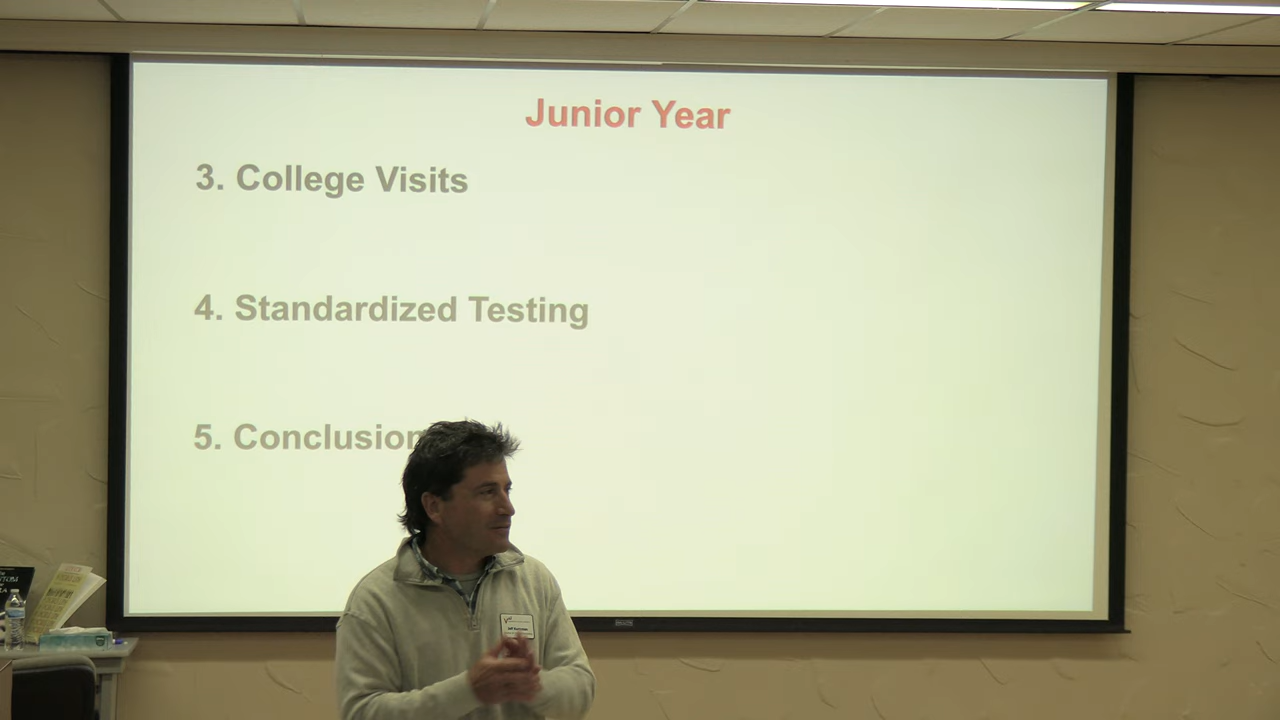 Junior Year
3. College Visits
4. Standardized Testing
5. Conclusion